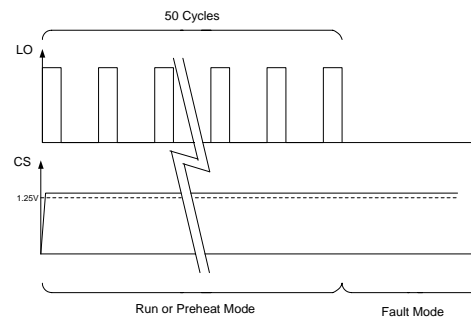 50 Cycles
LO
CS
1.25V
Run or Preheat Mode
Fault Mode